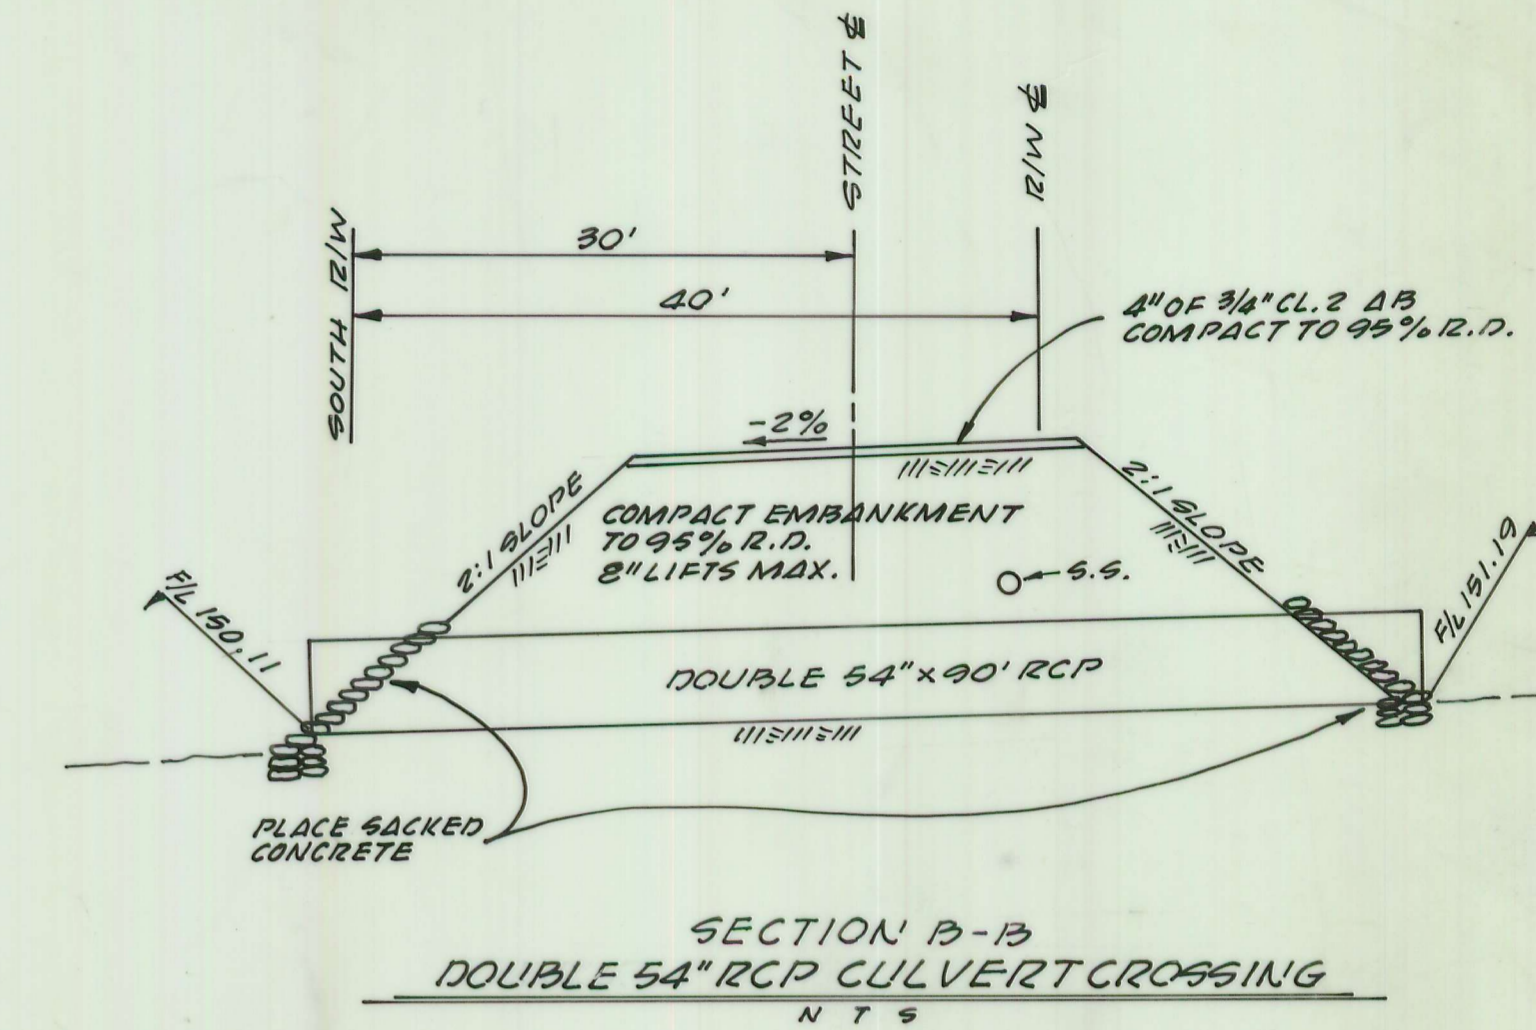 STREET ℄
R/W ℄
SOUTH R/W
30'
40'
4" OF 3/4" CL. 2 AB
COMPACT TO 95% R.D.
-2%
2:1 SLOPE
2:1 SLOPE
COMPACT EMBANKMENT
TO 95% R.D.
8" LIFTS MAX.
S.S.
F/L 150.11
F/L 151.19
DOUBLE 54" x 90' RCP
PLACE SACKED
CONCRETE
SECTION B-B
DOUBLE 54" RCP CULVERT CROSSING
N T S